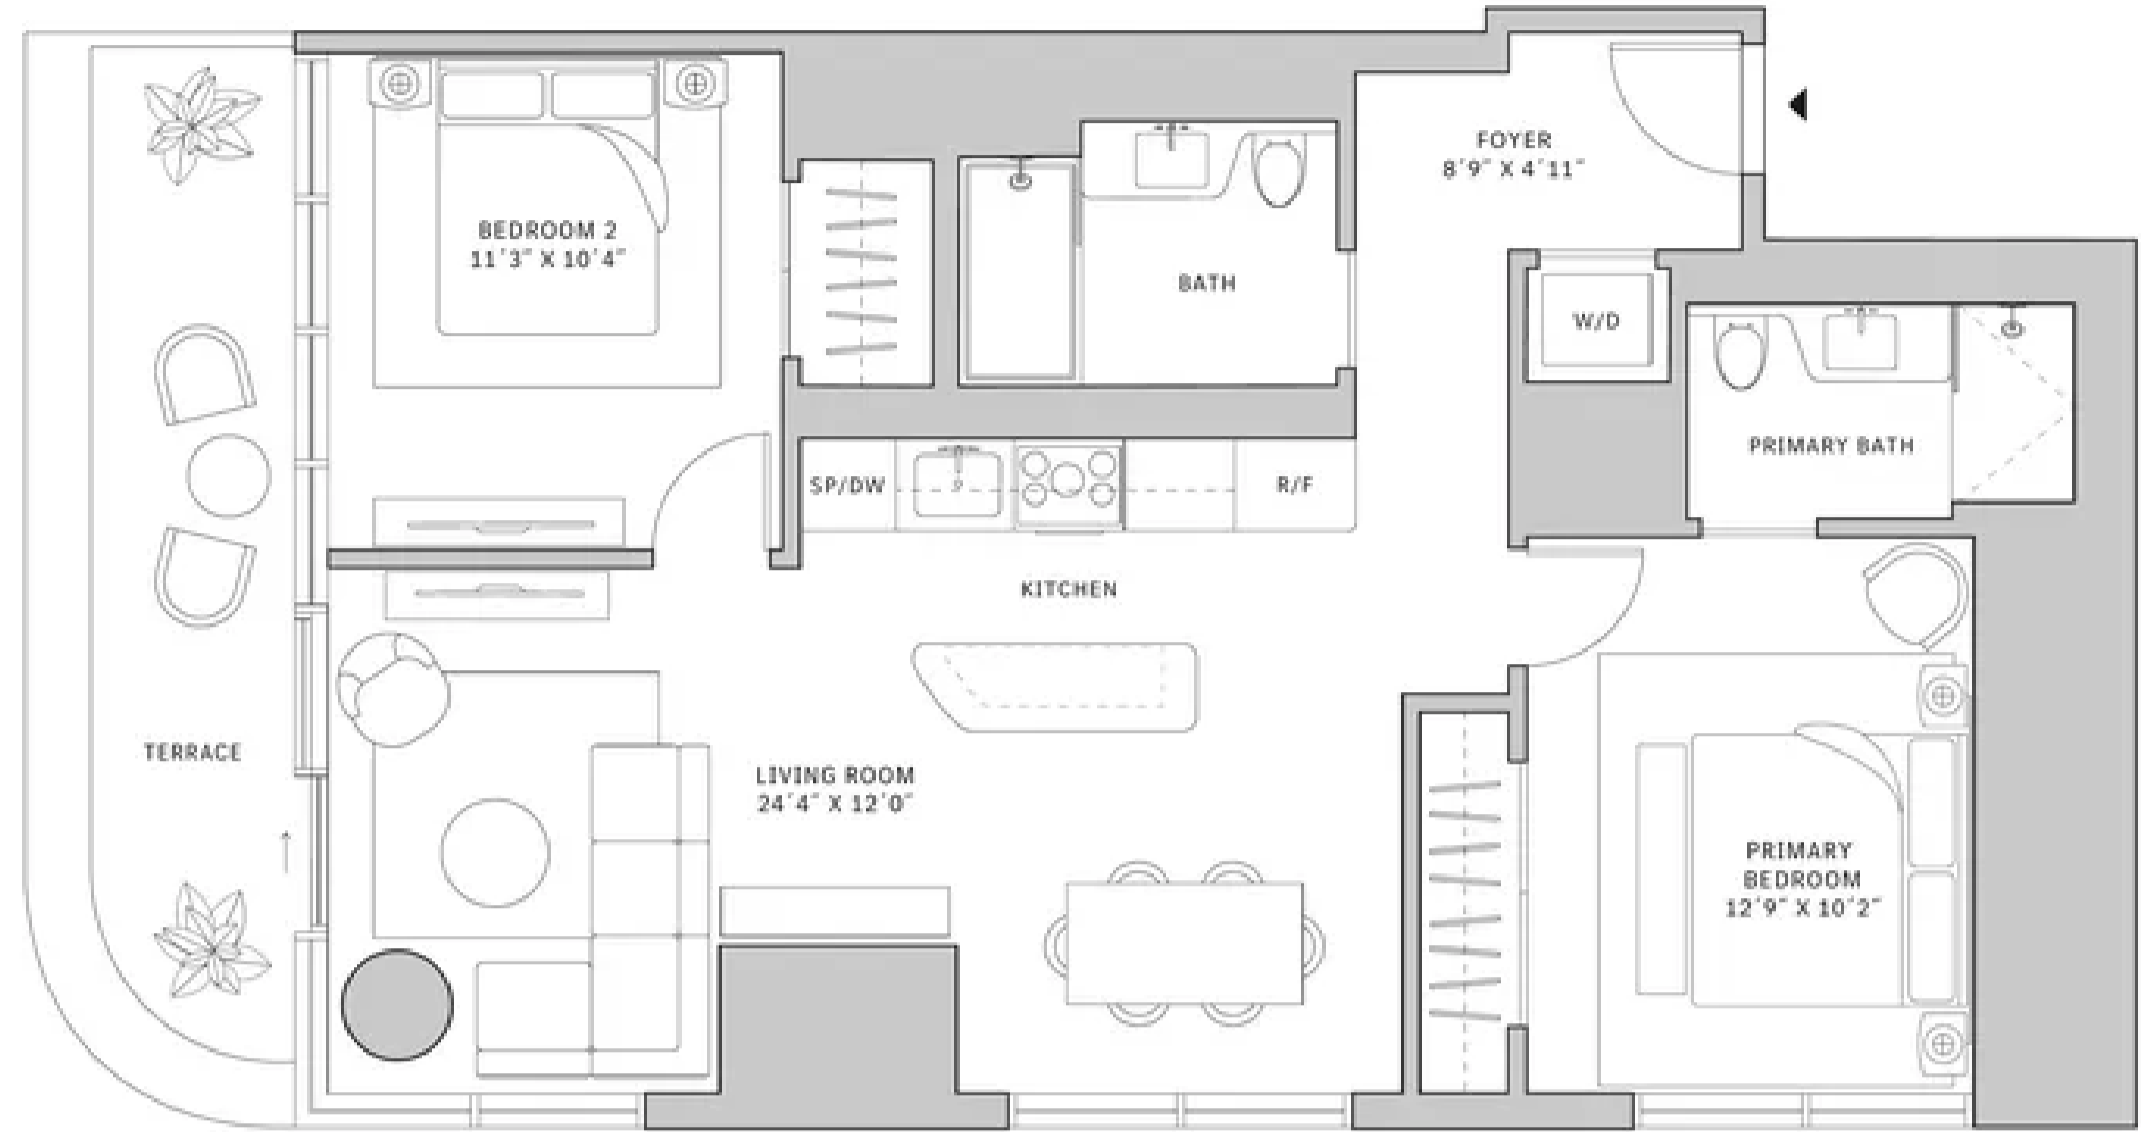 FOYER
8'9" X 4'11"
BEDROOM 2
11'3" X 10'4"
BATH
W/D
PRIMARY BATH
SP/DW
R/F
KITCHEN
TERRACE
LIVING ROOM
24'4" X 12'0"
PRIMARY
BEDROOM
12'9" X 10'2"